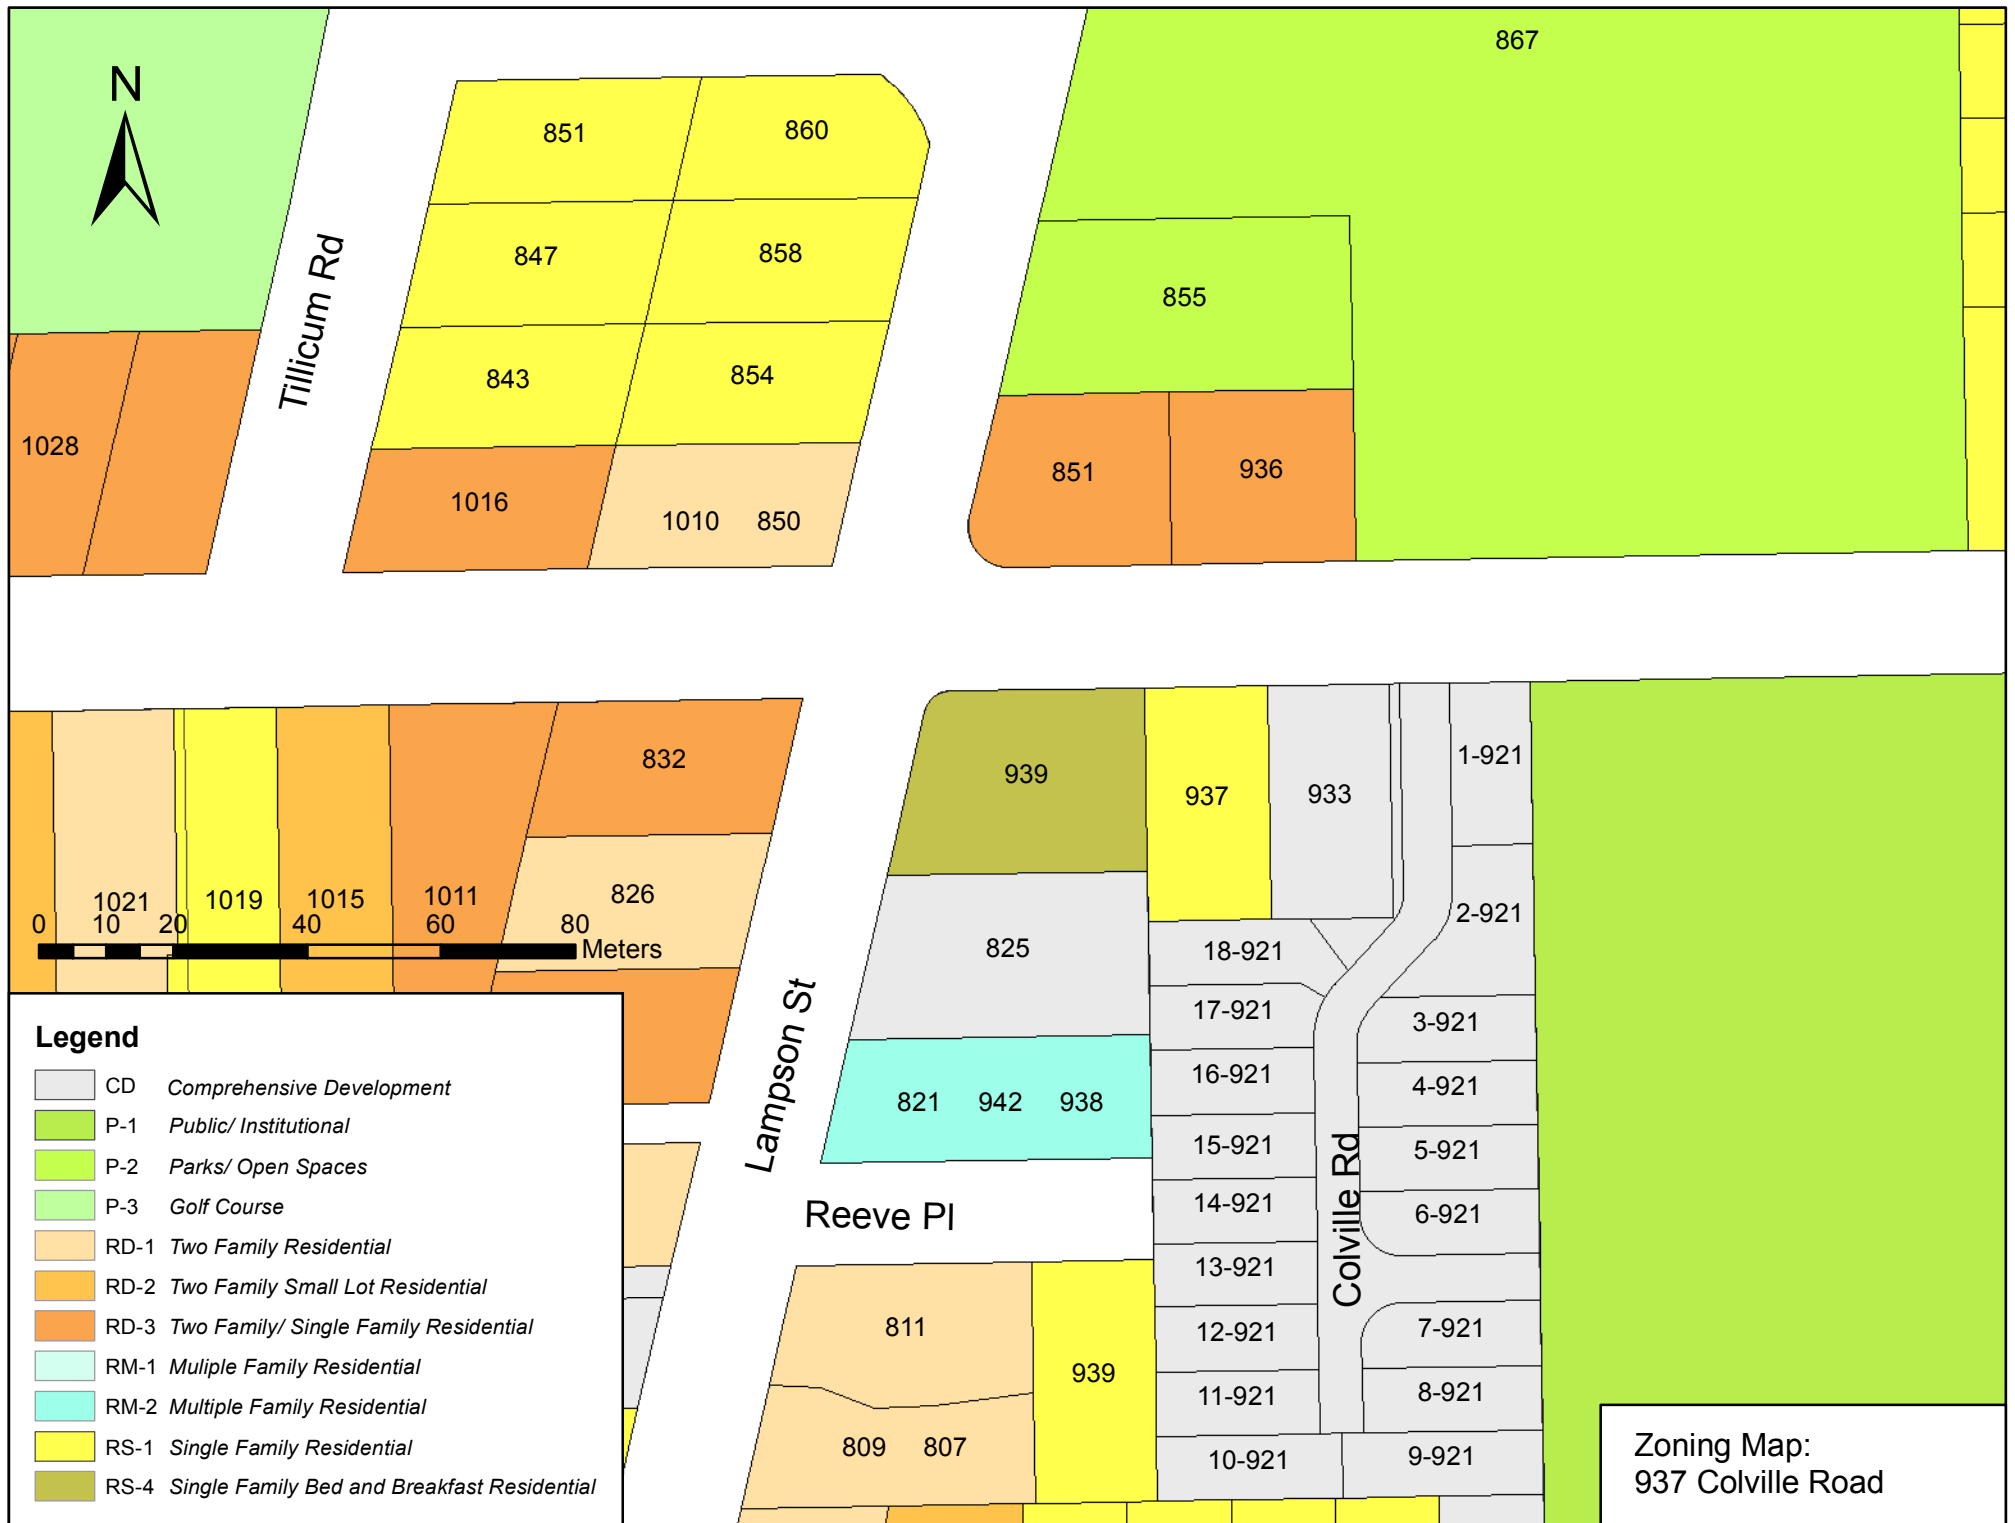 867
N
851 860
847 858
855
Tillicum Rd
843 854
1028
851 936
1016
1010 850
832
939
937 933
1-921
826
1021 1019 1015 1011
0 10 20 40 60 80
Meters
825
2-921
18-921
17-921
3-921
Lampson St
16-921
4-921
821 942 938
15-921
5-921
14-921
6-921
Reeve Pl
Colville Rd
13-921
811
12-921
7-921
939
11-921
8-921
809 807
10-921
9-921
Legend
CD Comprehensive Development
P-1 Public/ Institutional
P-2 Parks/ Open Spaces
P-3 Golf Course
RD-1 Two Family Residential
RD-2 Two Family Small Lot Residential
RD-3 Two Family/ Single Family Residential
RM-1 Muliple Family Residential
RM-2 Multiple Family Residential
RS-1 Single Family Residential
RS-4 Single Family Bed and Breakfast Residential
Zoning Map:
937 Colville Road